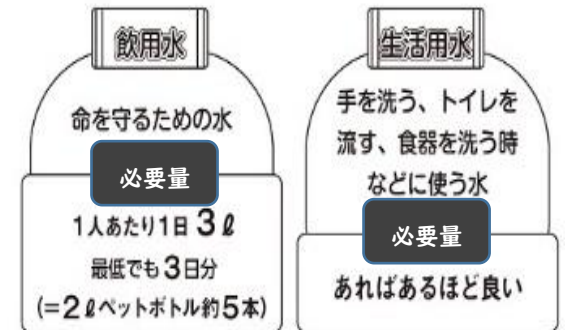 飲用水
命を守るための水
必要量
1人あたり1日3ℓ
最低でも3日分
(=2ℓペットボトル約5本)
生活用水
手を洗う、トイレを
流す、食器を洗う時
などに使う水
必要量
あればあるほど良い